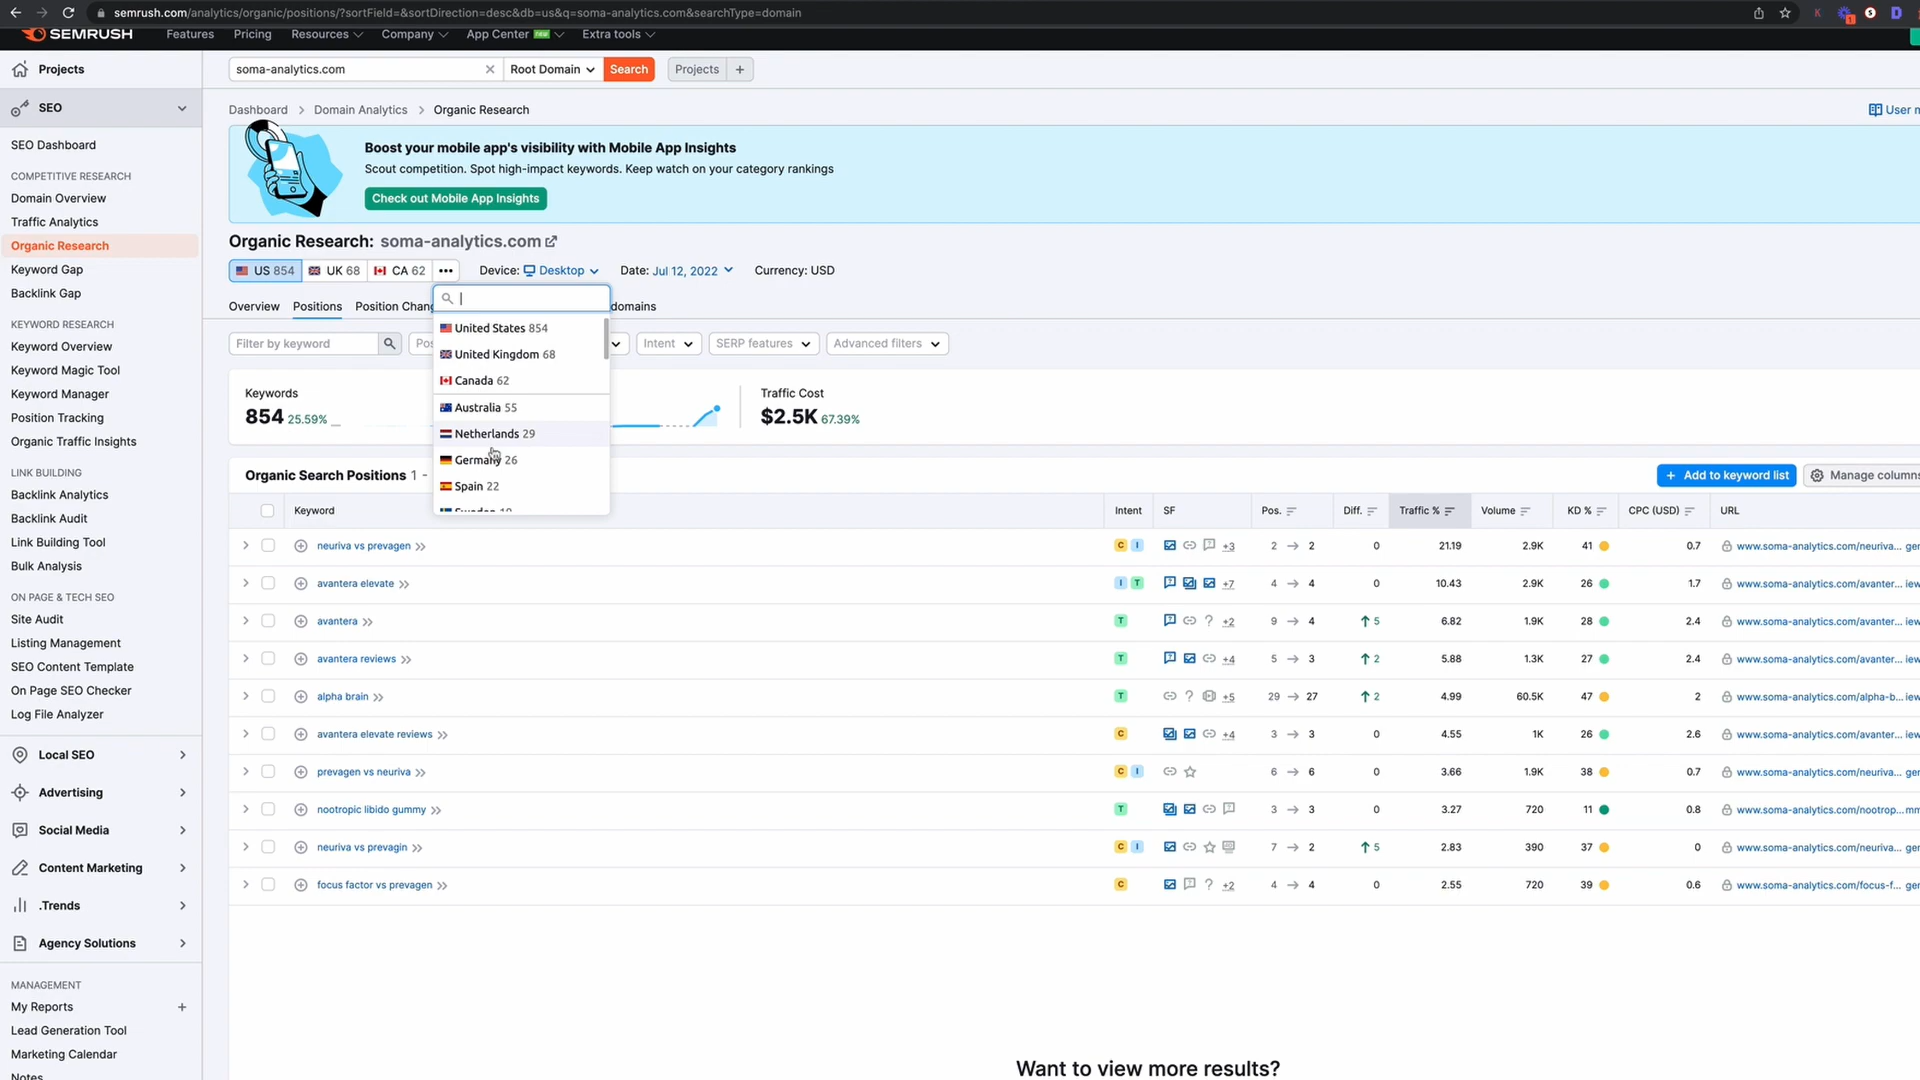 semrush.com/analytics/organic/positions/?sortField=&sortDirection=desc&db=us&q=soma-analytics.com&searchType=domain
SEMRUSH
Features Pricing Resources Company App Center NEW Extra tools
Projects
soma-analytics.com Root Domain Search Projects +
SEO
Dashboard > Domain Analytics > Organic Research
User m
SEO Dashboard
COMPETITIVE RESEARCH
Domain Overview
Traffic Analytics
Organic Research
Keyword Gap
Backlink Gap
KEYWORD RESEARCH
Keyword Overview
Keyword Magic Tool
Keyword Manager
Position Tracking
Organic Traffic Insights
LINK BUILDING
Backlink Analytics
Backlink Audit
Link Building Tool
Bulk Analysis
ON PAGE & TECH SEO
Site Audit
Listing Management
SEO Content Template
On Page SEO Checker
Log File Analyzer
Local SEO
Advertising
Social Media
Content Marketing
.Trends
Agency Solutions
MANAGEMENT
My Reports +
Lead Generation Tool
Marketing Calendar
Notes
Boost your mobile app's visibility with Mobile App Insights
Scout competition. Spot high-impact keywords. Keep watch on your category rankings
Check out Mobile App Insights
Organic Research: soma-analytics.com
US 854 UK 68 CA 62 Device: Desktop Date: Jul 12, 2022 Currency: USD
Overview Positions Position Chang domains
Filter by keyword Pos Intent SERP features Advanced filters
United States 854
United Kingdom 68
Canada 62
Australia 55
Netherlands 29
Germany 26
Spain 22
Sweden 19
Keywords
854 25.59%
Traffic Cost
$2.5K 67.39%
Organic Search Positions 1 -
+ Add to keyword list Manage columns
Keyword Intent SF Pos. Diff. Traffic % Volume KD % CPC (USD) URL
neuriva vs prevagen C I +3 2 → 2 0 21.19 2.9K 41 0.7 www.soma-analytics.com/neuriva... gen
avantera elevate I T +7 4 → 4 0 10.43 2.9K 26 1.7 www.soma-analytics.com/avanter... iew
avantera T +2 9 → 4 ↑ 5 6.82 1.9K 28 2.4 www.soma-analytics.com/avanter... iew
avantera reviews T +4 5 → 3 ↑ 2 5.88 1.3K 27 2.4 www.soma-analytics.com/avanter... iew
alpha brain T +5 29 → 27 ↑ 2 4.99 60.5K 47 2 www.soma-analytics.com/alpha-b... iew
avantera elevate reviews C +4 3 → 3 0 4.55 1K 26 2.6 www.soma-analytics.com/avanter... iew
prevagen vs neuriva C I 6 → 6 0 3.66 1.9K 38 0.7 www.soma-analytics.com/neuriva... gen
nootropic libido gummy T 3 → 3 0 3.27 720 11 0.8 www.soma-analytics.com/nootrop... mm
neuriva vs prevagin C I 7 → 2 ↑ 5 2.83 390 37 0 www.soma-analytics.com/neuriva... gen
focus factor vs prevagen C +2 4 → 4 0 2.55 720 39 0.6 www.soma-analytics.com/focus-f... gen
Want to view more results?